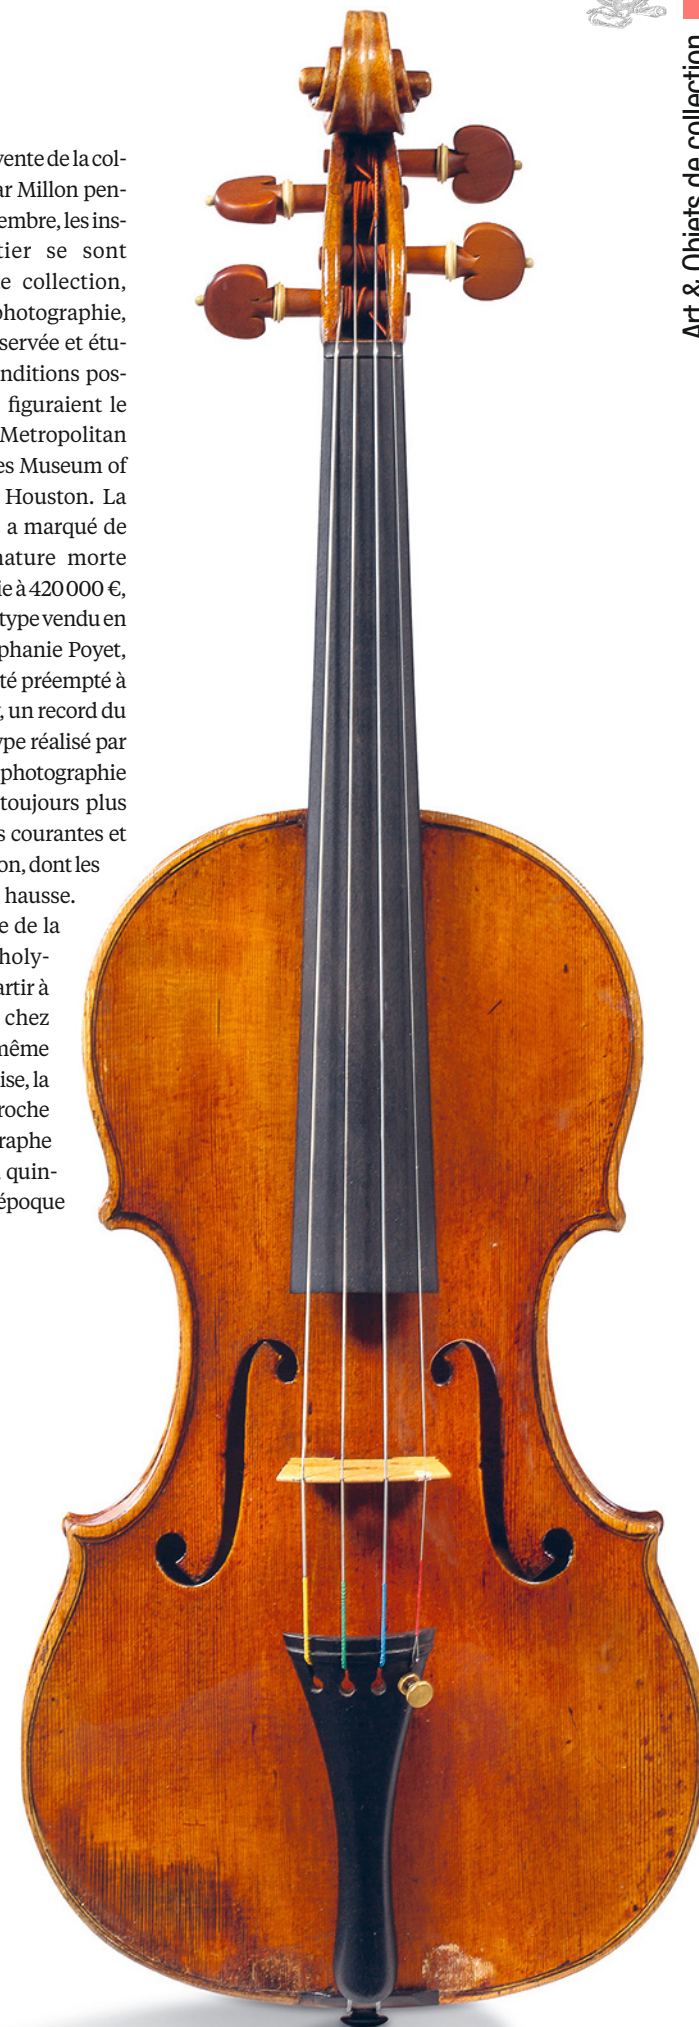 vente de la col-
ar Millon pen-
embre, les ins-
tier se sont
e collection,
photographie,
servée et étu-
nditions pos-
figuraient le
Metropolitan
es Museum of
Houston. La
a marqué de
nature morte
ie à 420 000 €,
type vendu en
phanie Poyet,
té préempté à
, un record du
ype réalisé par
photographie
toujours plus
s courantes et
on, dont les
hausse.
e de la
holy-
artir à
chez
même
ise, la
roche
raphe
quin-
époque
Art & Objets de collection